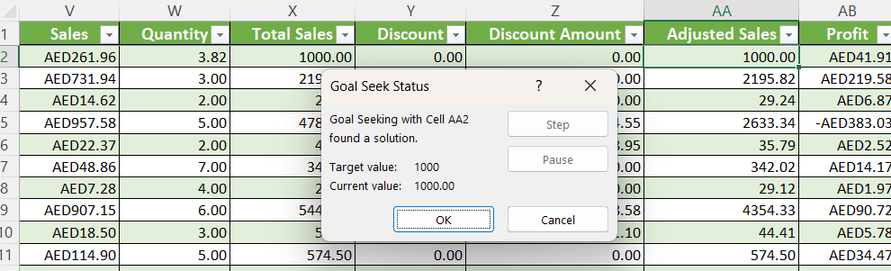 V W X Y Z AA AB
1 Sales Quantity Total Sales Discount Discount Amount Adjusted Sales Profit
2 AED261.96 3.82 1000.00 0.00 0.00 1000.00 AED41.91
3 AED731.94 3.00 2195.82 AED219.58
4 AED14.62 2.00 29.24 AED6.87
5 AED957.58 5.00 2633.34 -AED383.03
6 AED22.37 2.00 35.79 AED2.52
7 AED48.86 7.00 342.02 AED14.17
8 AED7.28 4.00 29.12 AED1.97
9 AED907.15 6.00 4354.33 AED90.72
10 AED18.50 3.00 44.41 AED5.78
11 AED114.90 5.00 574.50 0.00 0.00 574.50 AED34.47
Goal Seek Status ?
Goal Seeking with Cell AA2
found a solution.
Step
Target value: 1000
Pause
Current value: 1000.00
OK Cancel